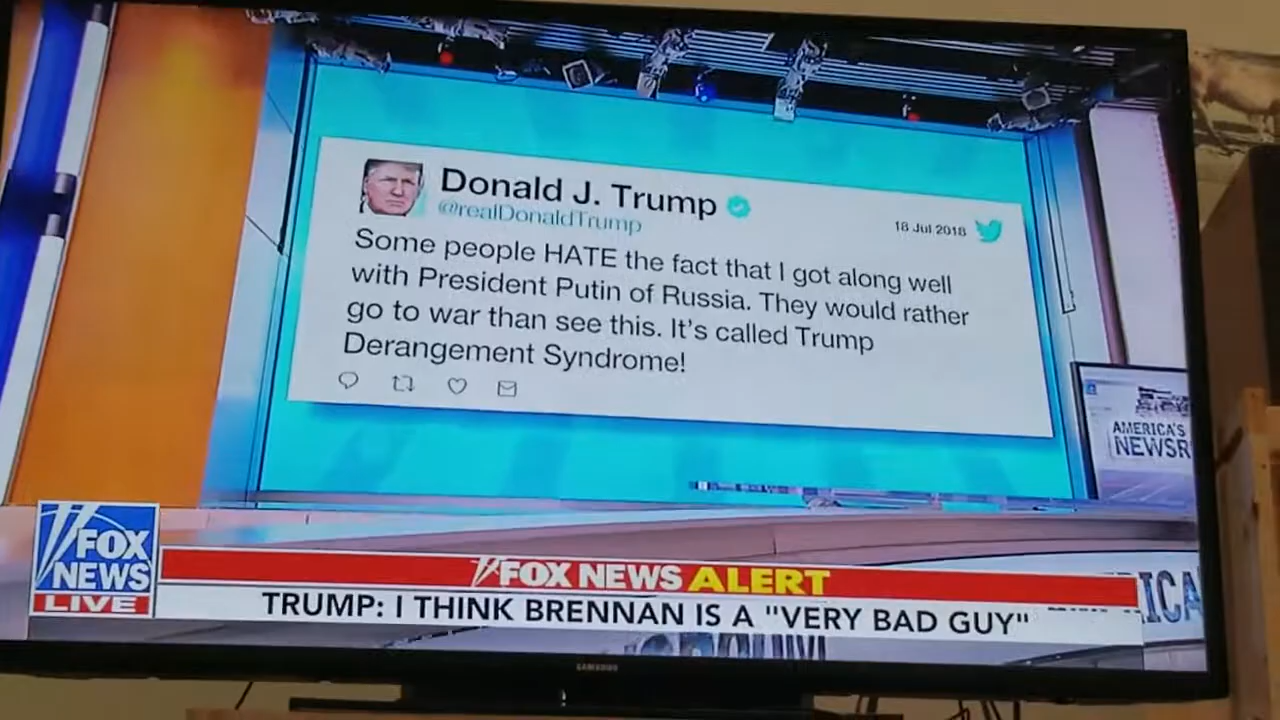 Donald J. Trump
@realDonaldTrump
18 Jul 2018
Some people HATE the fact that I got along well
with President Putin of Russia. They would rather
go to war than see this. It's called Trump
Derangement Syndrome!
AMERICA'S
NEWSR
FOX
NEWS
LIVE
FOX NEWS ALERT
TRUMP: I THINK BRENNAN IS A "VERY BAD GUY"
ICA
SAMSUNG